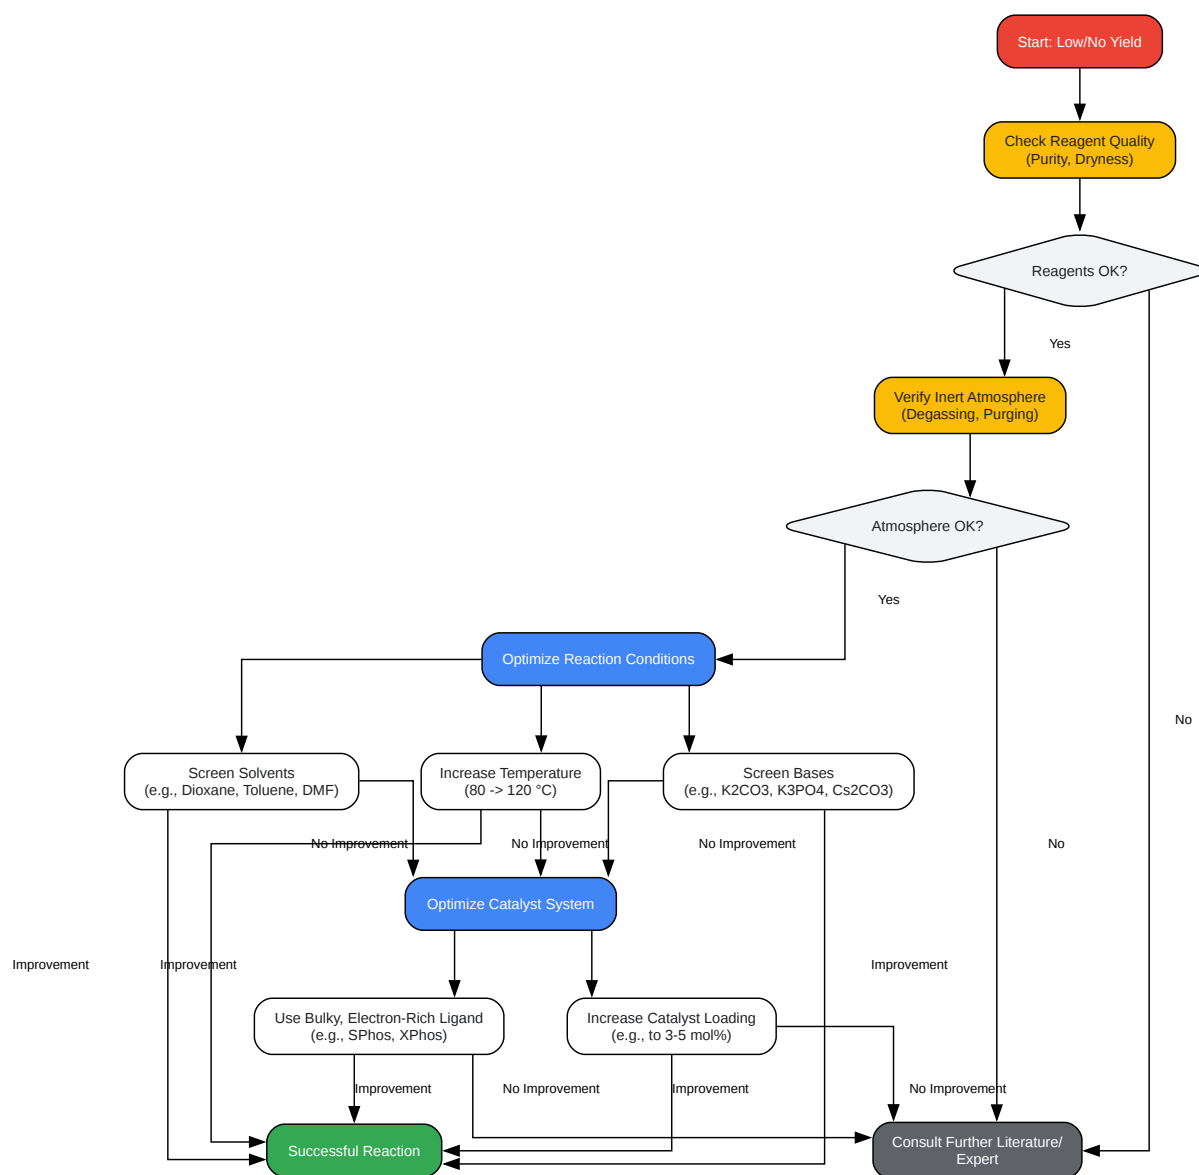 Start: Low/No Yield
Check Reagent Quality
(Purity, Dryness)
Reagents OK?
Yes
Verify Inert Atmosphere
(Degassing, Purging)
Atmosphere OK?
Yes
Optimize Reaction Conditions
No
Screen Solvents
(e.g., Dioxane, Toluene, DMF)
Increase Temperature
(80 -> 120 °C)
Screen Bases
(e.g., K2CO3, K3PO4, Cs2CO3)
No Improvement
No Improvement
No Improvement
No
Optimize Catalyst System
Improvement
Improvement
Improvement
Use Bulky, Electron-Rich Ligand
(e.g., SPhos, XPhos)
Increase Catalyst Loading
(e.g., to 3-5 mol%)
Improvement
No Improvement
Improvement
No Improvement
Successful Reaction
Consult Further Literature/
Expert